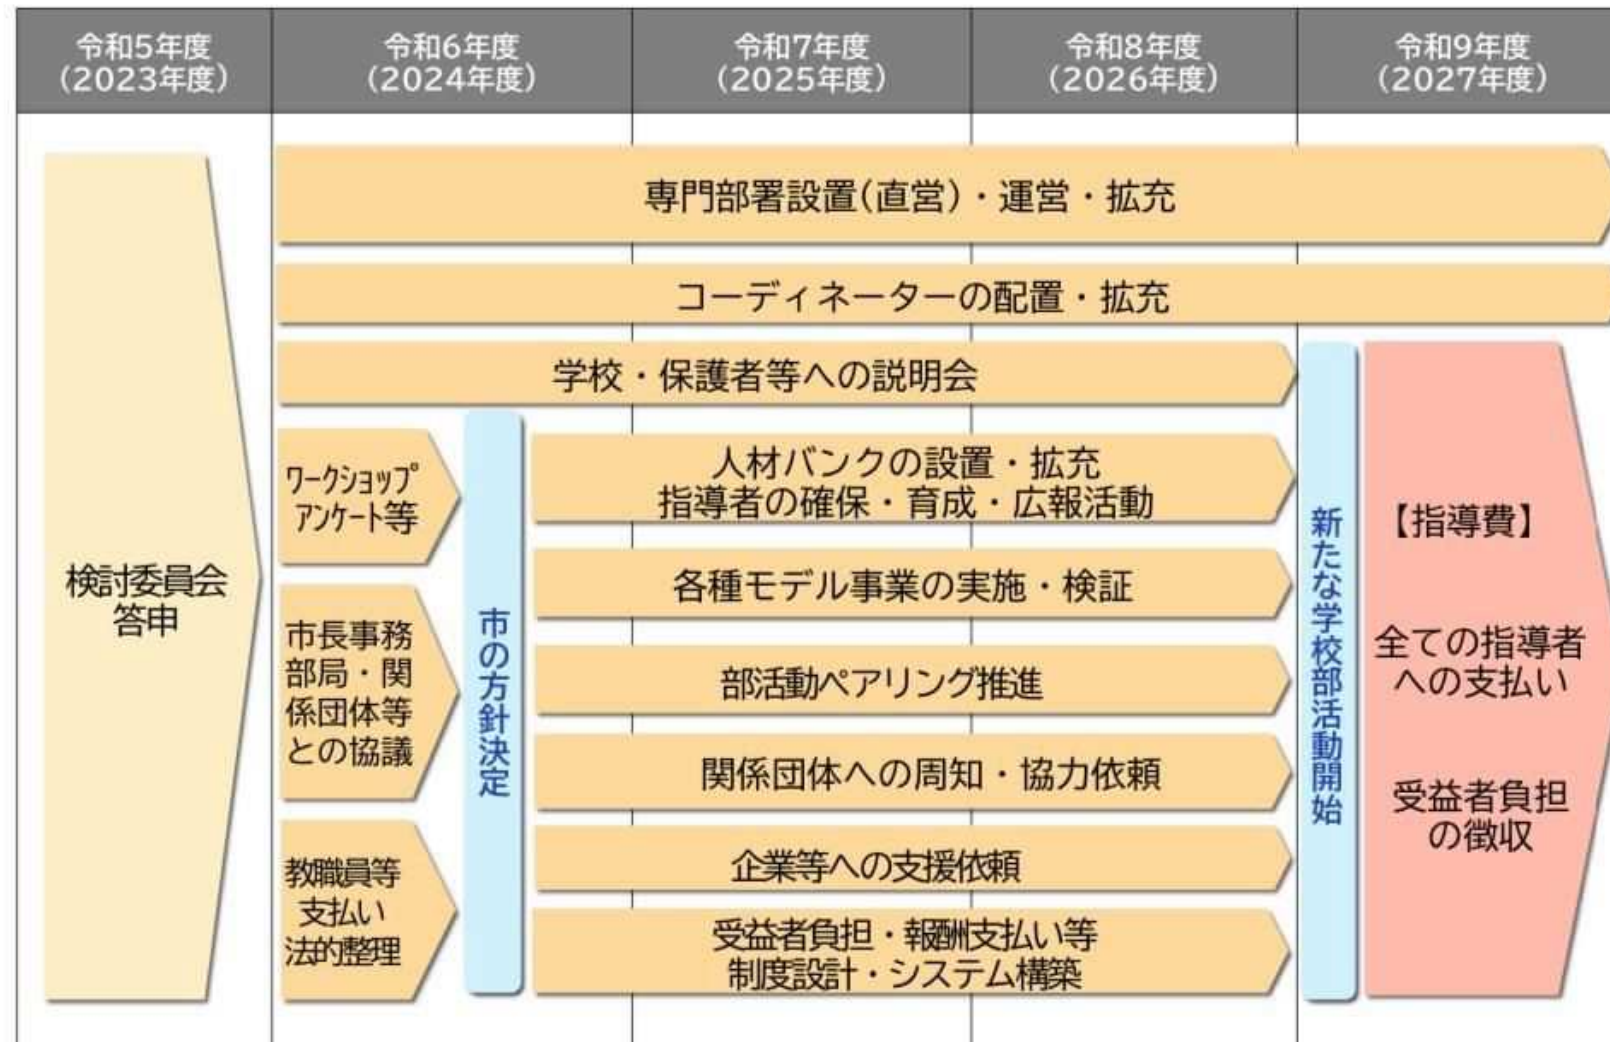 令和5年度
(2023年度)
令和6年度
(2024年度)
令和7年度
(2025年度)
令和8年度
(2026年度)
令和9年度
(2027年度)
検討委員会
答申
専門部署設置(直営)・運営・拡充
コーディネーターの配置・拡充
学校・保護者等への説明会
ワークショップ
アンケート等
市長事務
部局・関
係団体等
との協議
教職員等
支払い
法的整理
市の方針決定
人材バンクの設置・拡充
指導者の確保・育成・広報活動
各種モデル事業の実施・検証
部活動ペアリング推進
関係団体への周知・協力依頼
企業等への支援依頼
受益者負担・報酬支払い等
制度設計・システム構築
新たな学校部活動開始
【指導費】
全ての指導者
への支払い
受益者負担
の徴収